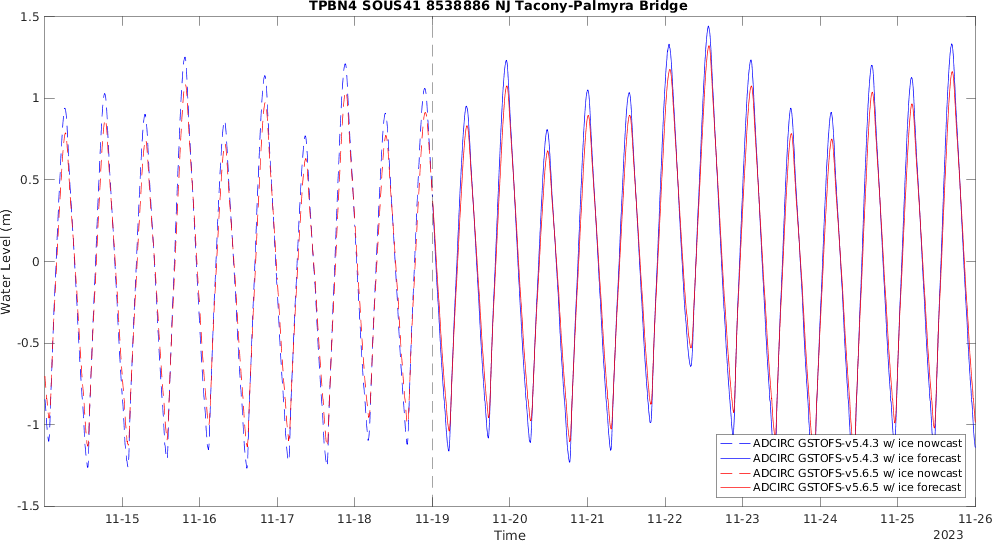 TPBN4 SOUS41 8538886 NJ Tacony-Palmyra Bridge
1.5
1
0.5
0
-0.5
-1
-1.5
Water Level (m)
11-15 11-16 11-17 11-18 11-19 11-20 11-21 11-22 11-23 11-24 11-25 11-26
Time
2023
ADCIRC GSTOFS-v5.4.3 w/ ice nowcast
ADCIRC GSTOFS-v5.4.3 w/ ice forecast
ADCIRC GSTOFS-v5.6.5 w/ ice nowcast
ADCIRC GSTOFS-v5.6.5 w/ ice forecast